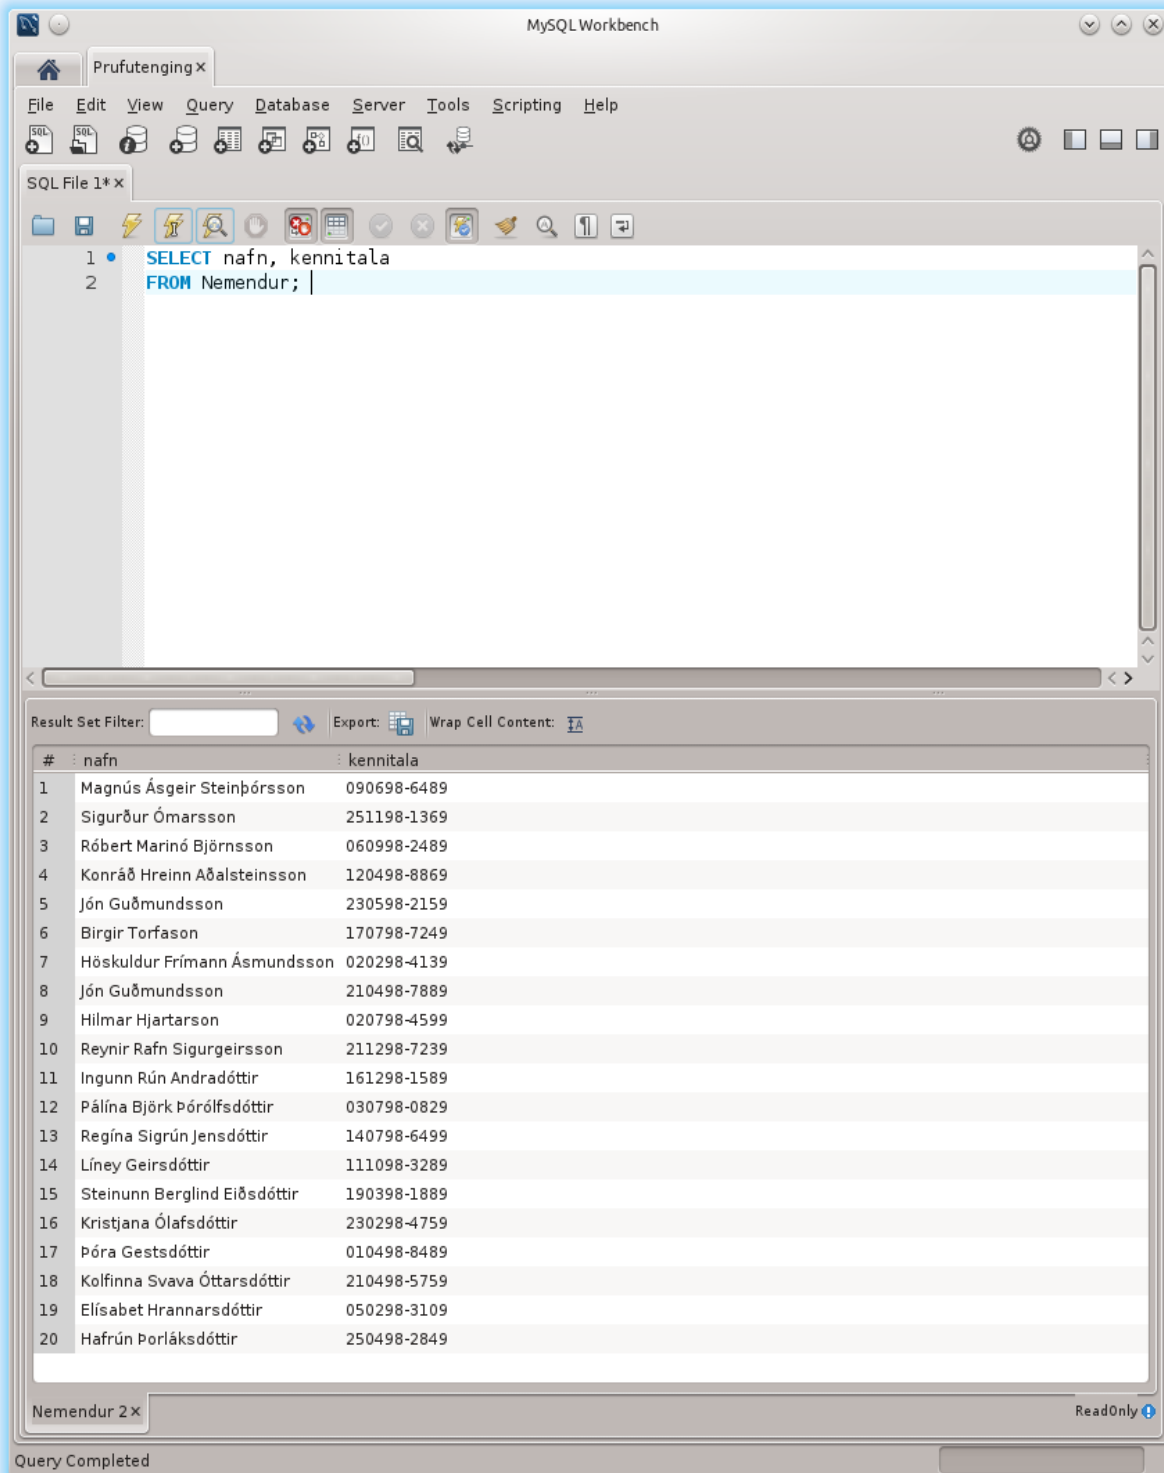 MySQL Workbench
Prufutenging
File Edit View Query Database Server Tools Scripting Help
SQL File 1*
1 SELECT nafn, kennitala
2 FROM Nemendur;
Result Set Filter: Export: Wrap Cell Content:
# nafn kennitala
1 Magnús Ásgeir Steinþórsson 090698-6489
2 Sigurður Ómarsson 251198-1369
3 Róbert Marinó Björnsson 060998-2489
4 Konráð Hreinn Aðalsteinsson 120498-8869
5 Jón Guðmundsson 230598-2159
6 Birgir Torfason 170798-7249
7 Höskuldur Frímann Ásmundsson 020298-4139
8 Jón Guðmundsson 210498-7889
9 Hilmar Hjartarson 020798-4599
10 Reynir Rafn Sigurgeirsson 211298-7239
11 Ingunn Rún Andradóttir 161298-1589
12 Pálína Björk Þórólfsdóttir 030798-0829
13 Regína Sigrún Jensdóttir 140798-6499
14 Líney Geirsdóttir 111098-3289
15 Steinunn Berglind Eiðsdóttir 190398-1889
16 Kristjana Ólafsdóttir 230298-4759
17 Þóra Gestsdóttir 010498-8489
18 Kolfinna Svava Óttarsdóttir 210498-5759
19 Elísabet Hrannarsdóttir 050298-3109
20 Hafrún Þorláksdóttir 250498-2849
Nemendur 2 ReadOnly
Query Completed